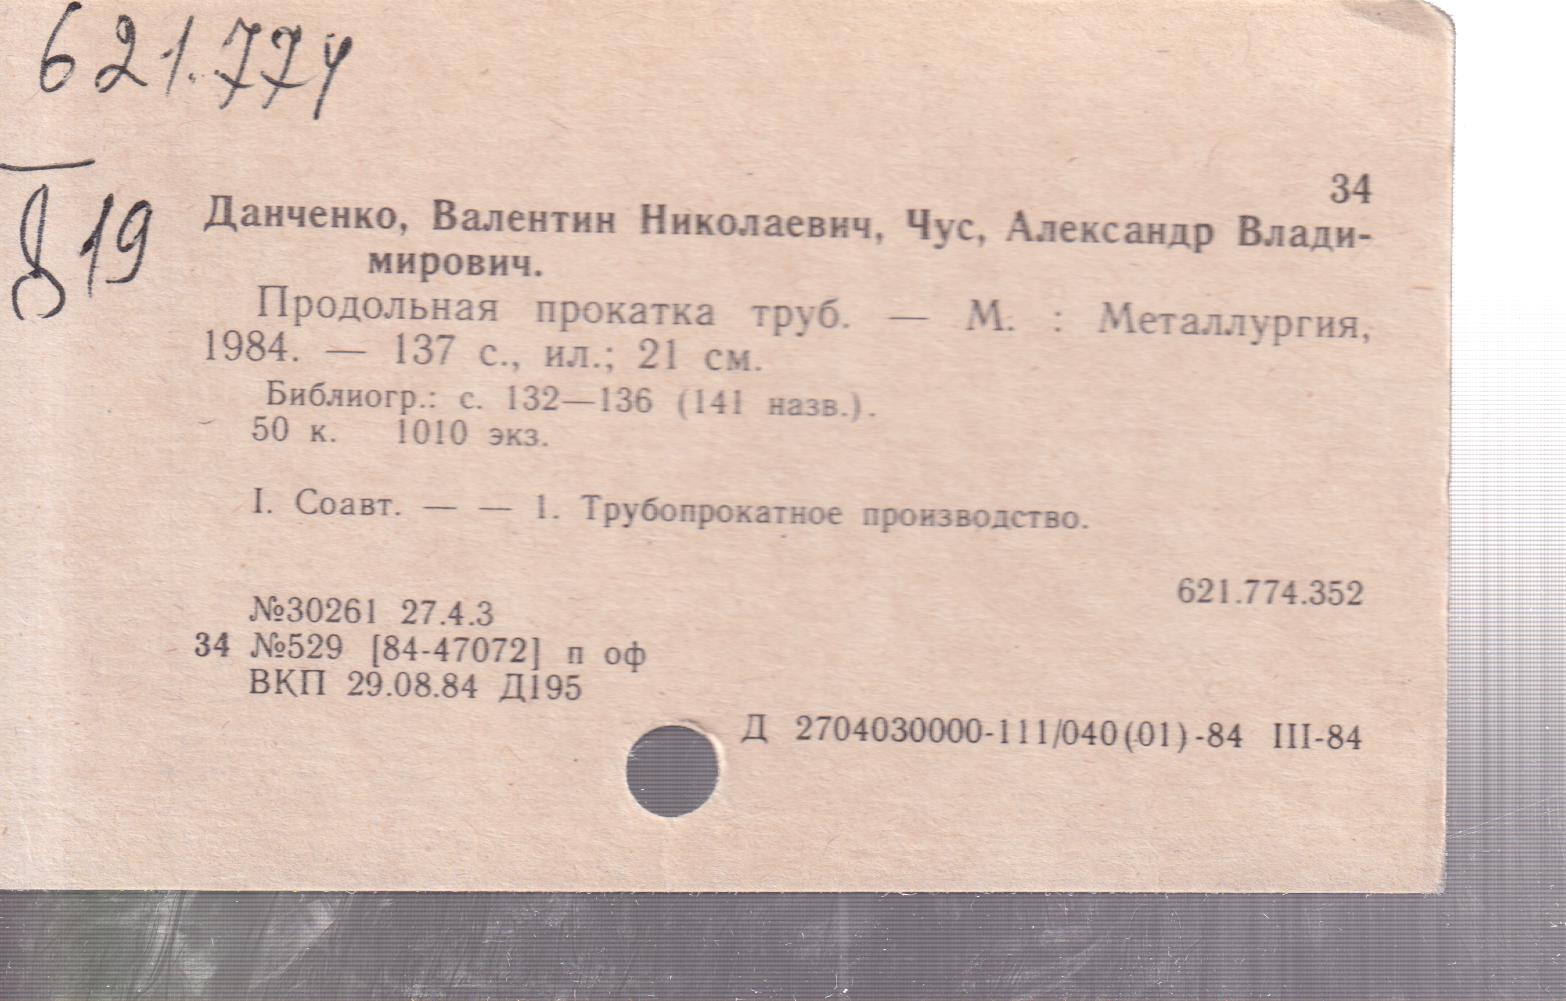 621.774
Д19
34
Данченко, Валентин Николаевич, Чус, Александр Влади-
мирович.
Продольная прокатка труб. — М. : Металлургия,
1984. — 137 с., ил.; 21 см.
Библиогр.: с. 132—136 (141 назв.).
50 к. 1010 экз.
I. Соавт. — — 1. Трубопрокатное производство.
621.774.352
№30261 27.4.3
34 №529 [84-47072] п оф
ВКП 29.08.84 Д195
Д 2704030000-111/040(01)-84 III-84